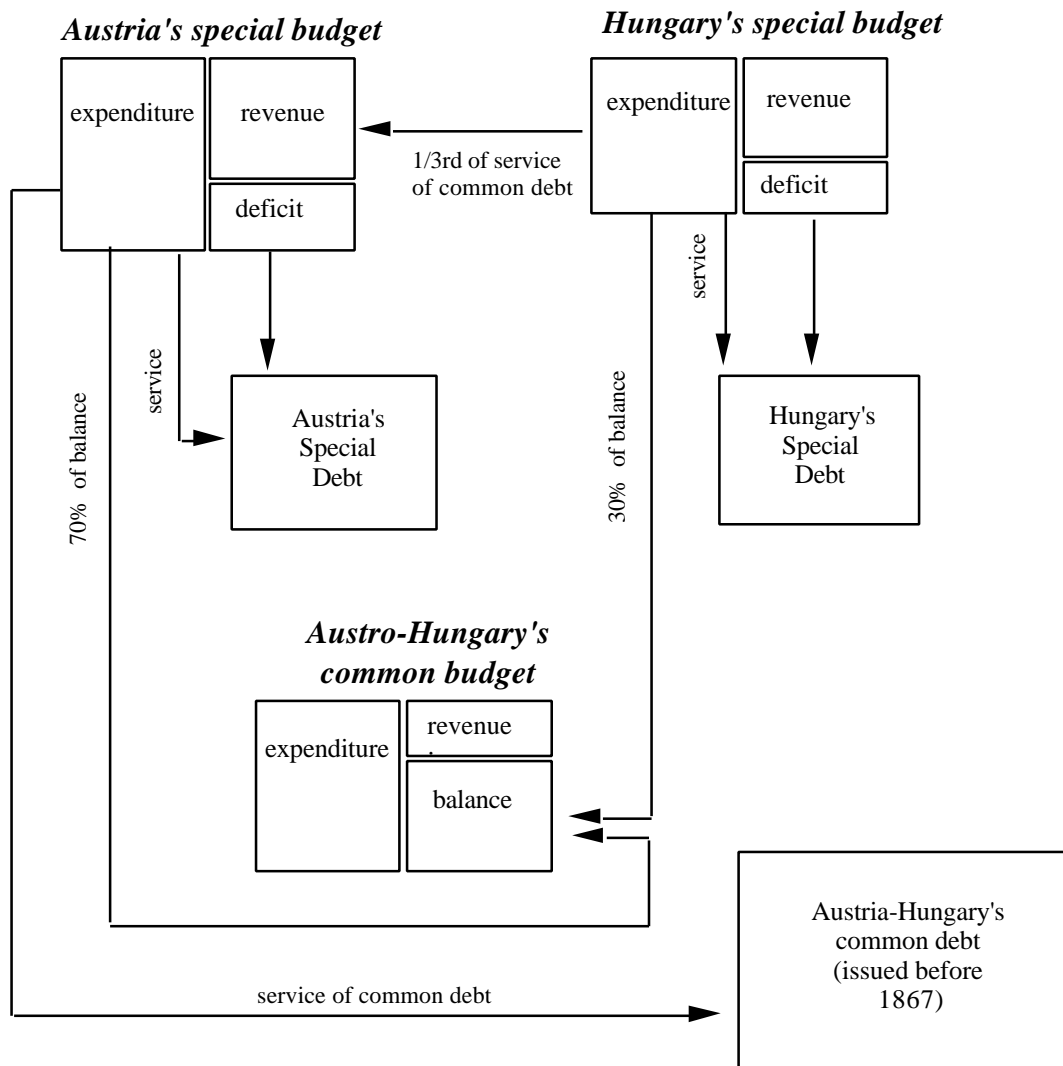 Austria's special budget
Hungary's special budget
expenditure
revenue
deficit
1/3rd of service
of common debt
expenditure
revenue
deficit
service
service
70% of balance
30% of balance
Austria's
Special
Debt
Hungary's
Special
Debt
Austro-Hungary's
common budget
expenditure
revenue
.
balance
Austria-Hungary's
common debt
(issued before
1867)
service of common debt